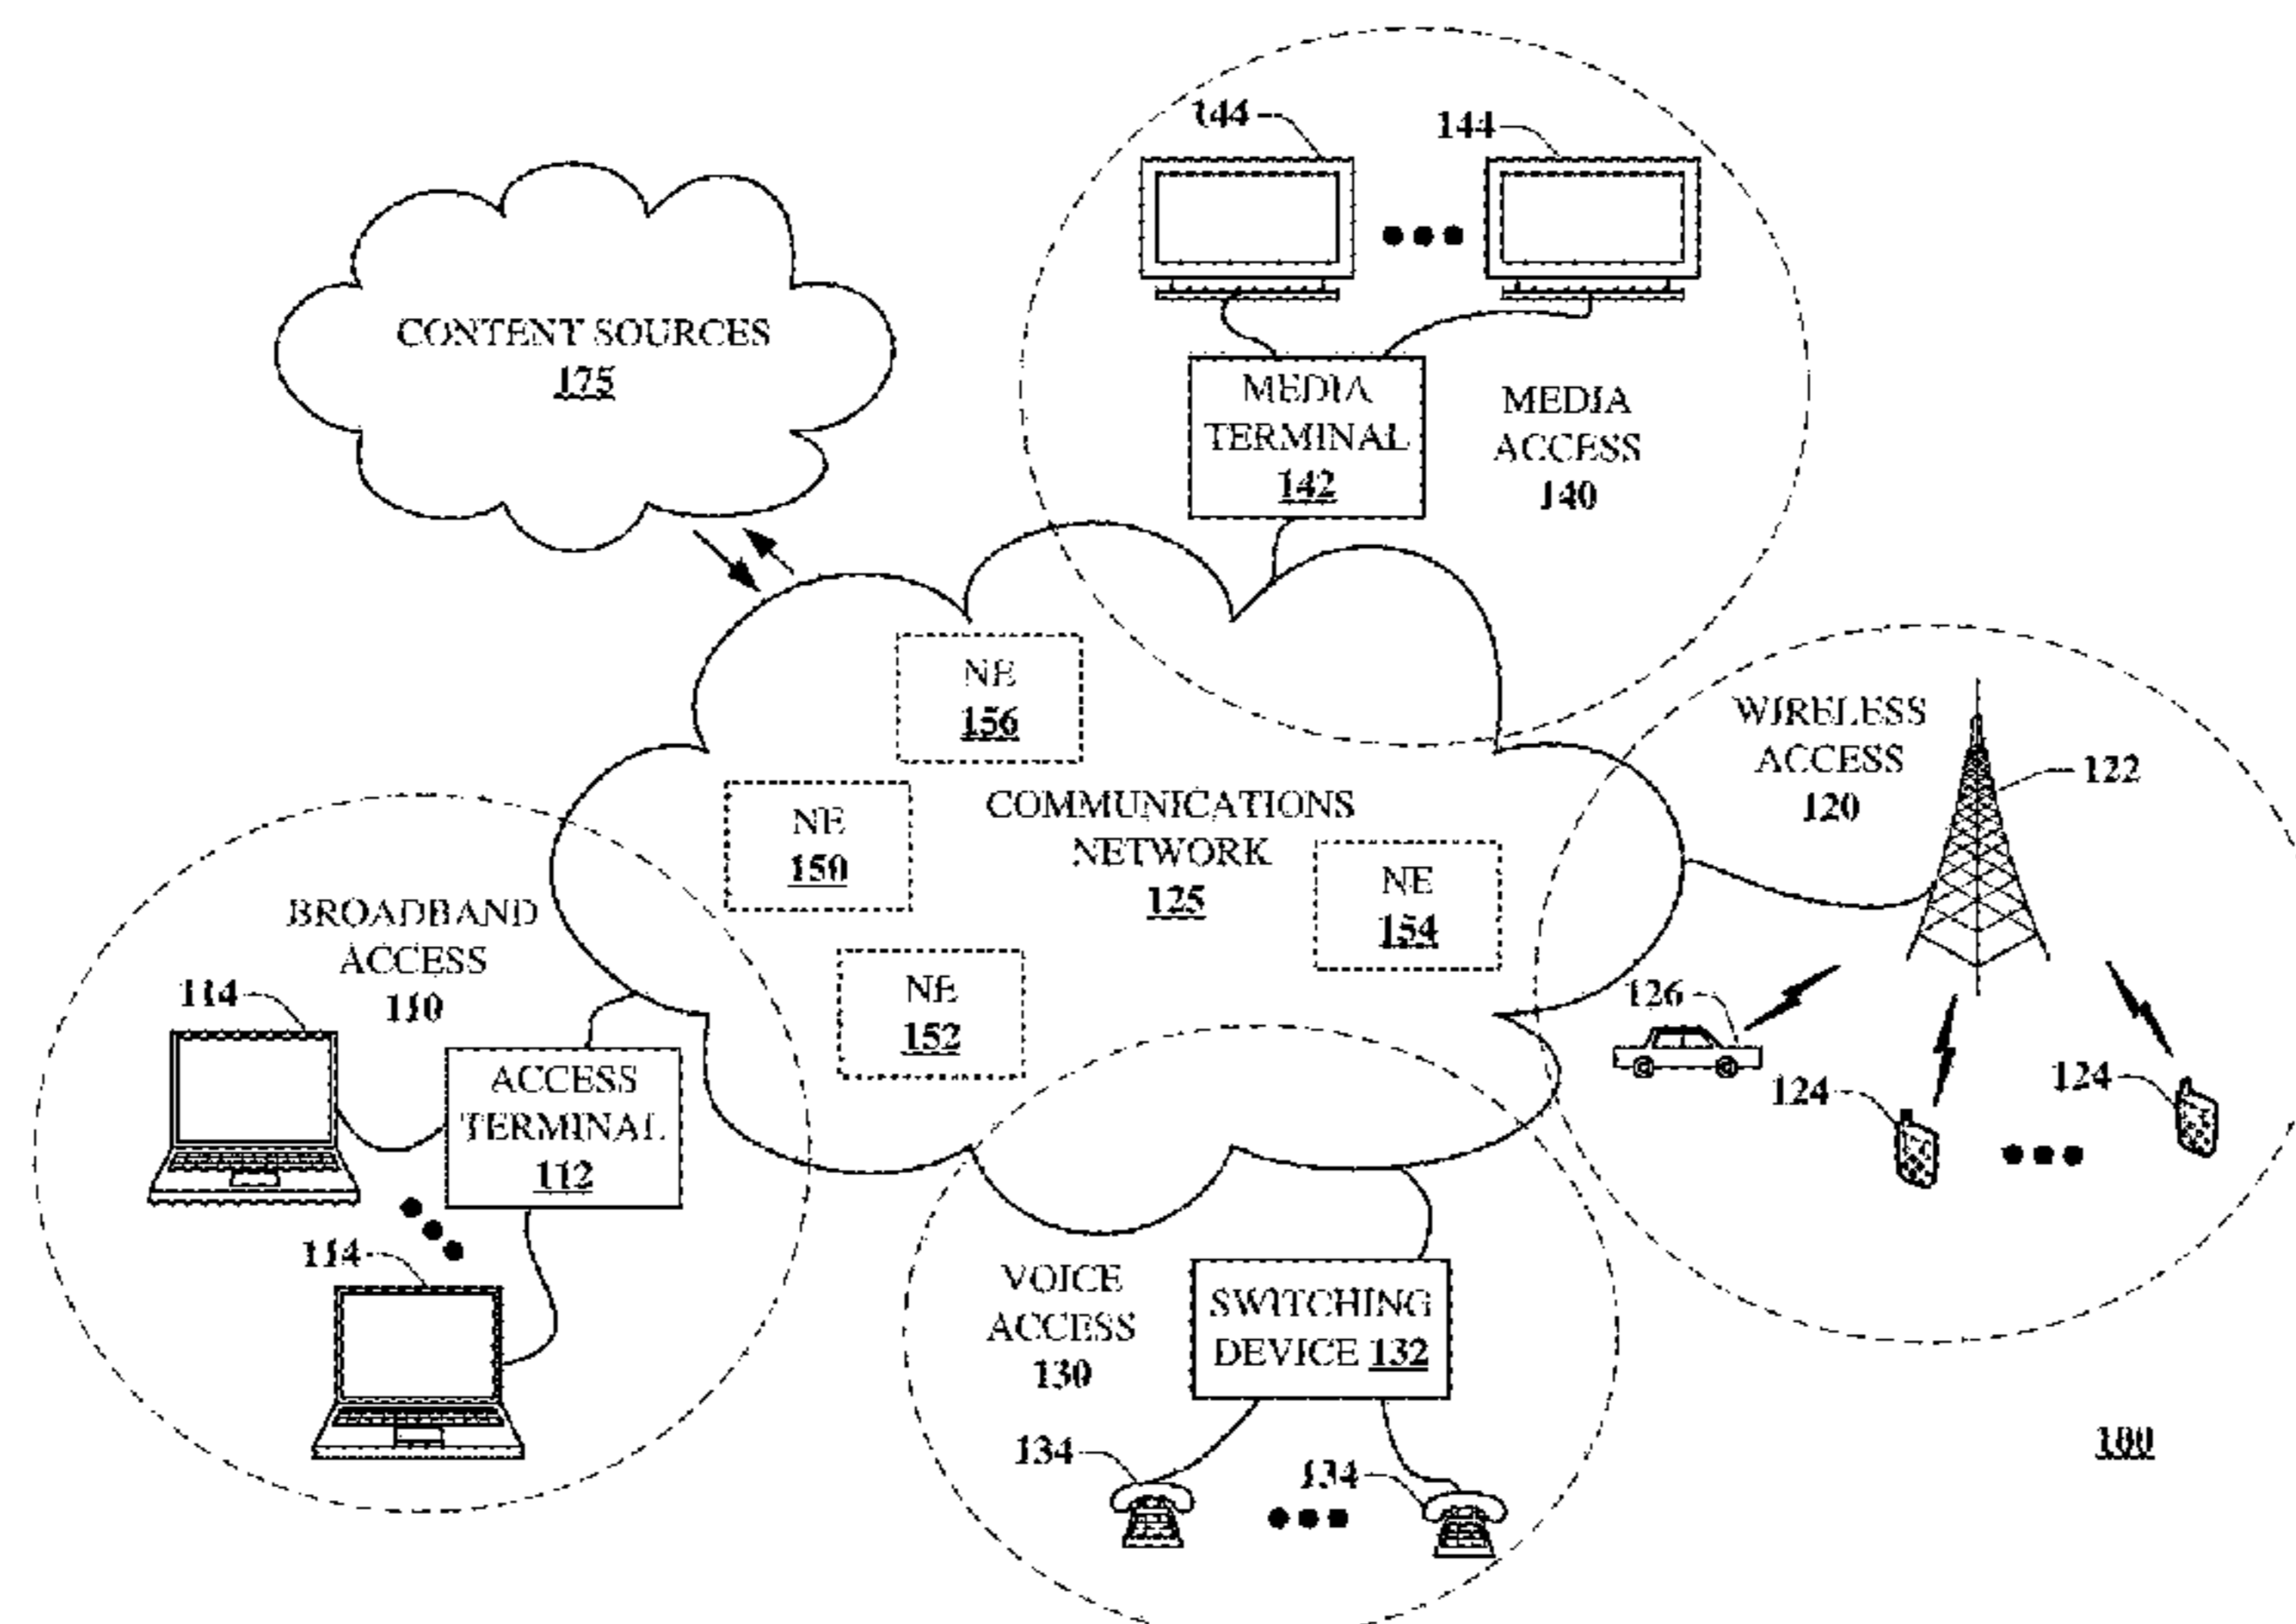 144
144
CONTENT SOURCES
175
MEDIA
TERMINAL
142
MEDIA
ACCESS
140
NE
156
WIRELESS
ACCESS
120
122
NE
150
COMMUNICATIONS
NETWORK
125
NE
154
BROADBAND
ACCESS
110
114
NE
152
126
124
124
ACCESS
TERMINAL
112
114
VOICE
ACCESS
130
SWITCHING
DEVICE 132
134
134
100